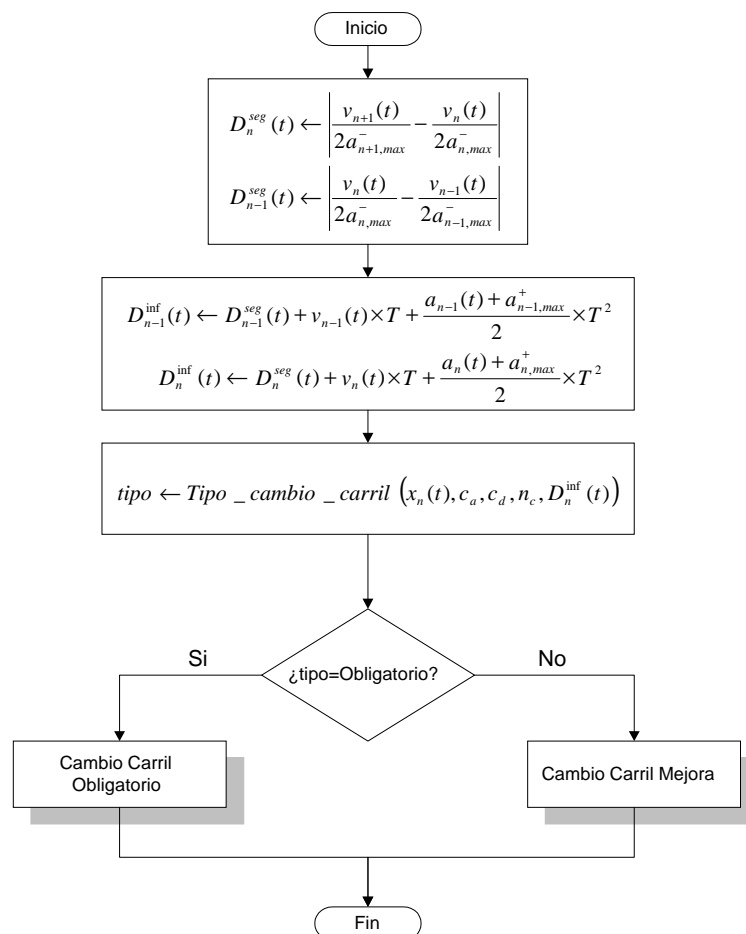 Inicio
D_n^{seg}(t) ← |v_{n+1}(t)/2a^-_{n+1,max} − v_n(t)/2a^-_{n,max}|
D_{n-1}^{seg}(t) ← |v_n(t)/2a^-_{n,max} − v_{n-1}(t)/2a^-_{n-1,max}|
D_{n-1}^{inf}(t) ← D_{n-1}^{seg}(t) + v_{n-1}(t) × T + (a_{n-1}(t) + a^+_{n-1,max})/2 × T^2
D_n^{inf}(t) ← D_n^{seg}(t) + v_n(t) × T + (a_n(t) + a^+_{n,max})/2 × T^2
tipo ← Tipo _ cambio _ carril (x_n(t), c_a, c_d, n_c, D_n^{inf}(t))
¿tipo=Obligatorio?
Si
No
Cambio Carril
Obligatorio
Cambio Carril Mejora
Fin